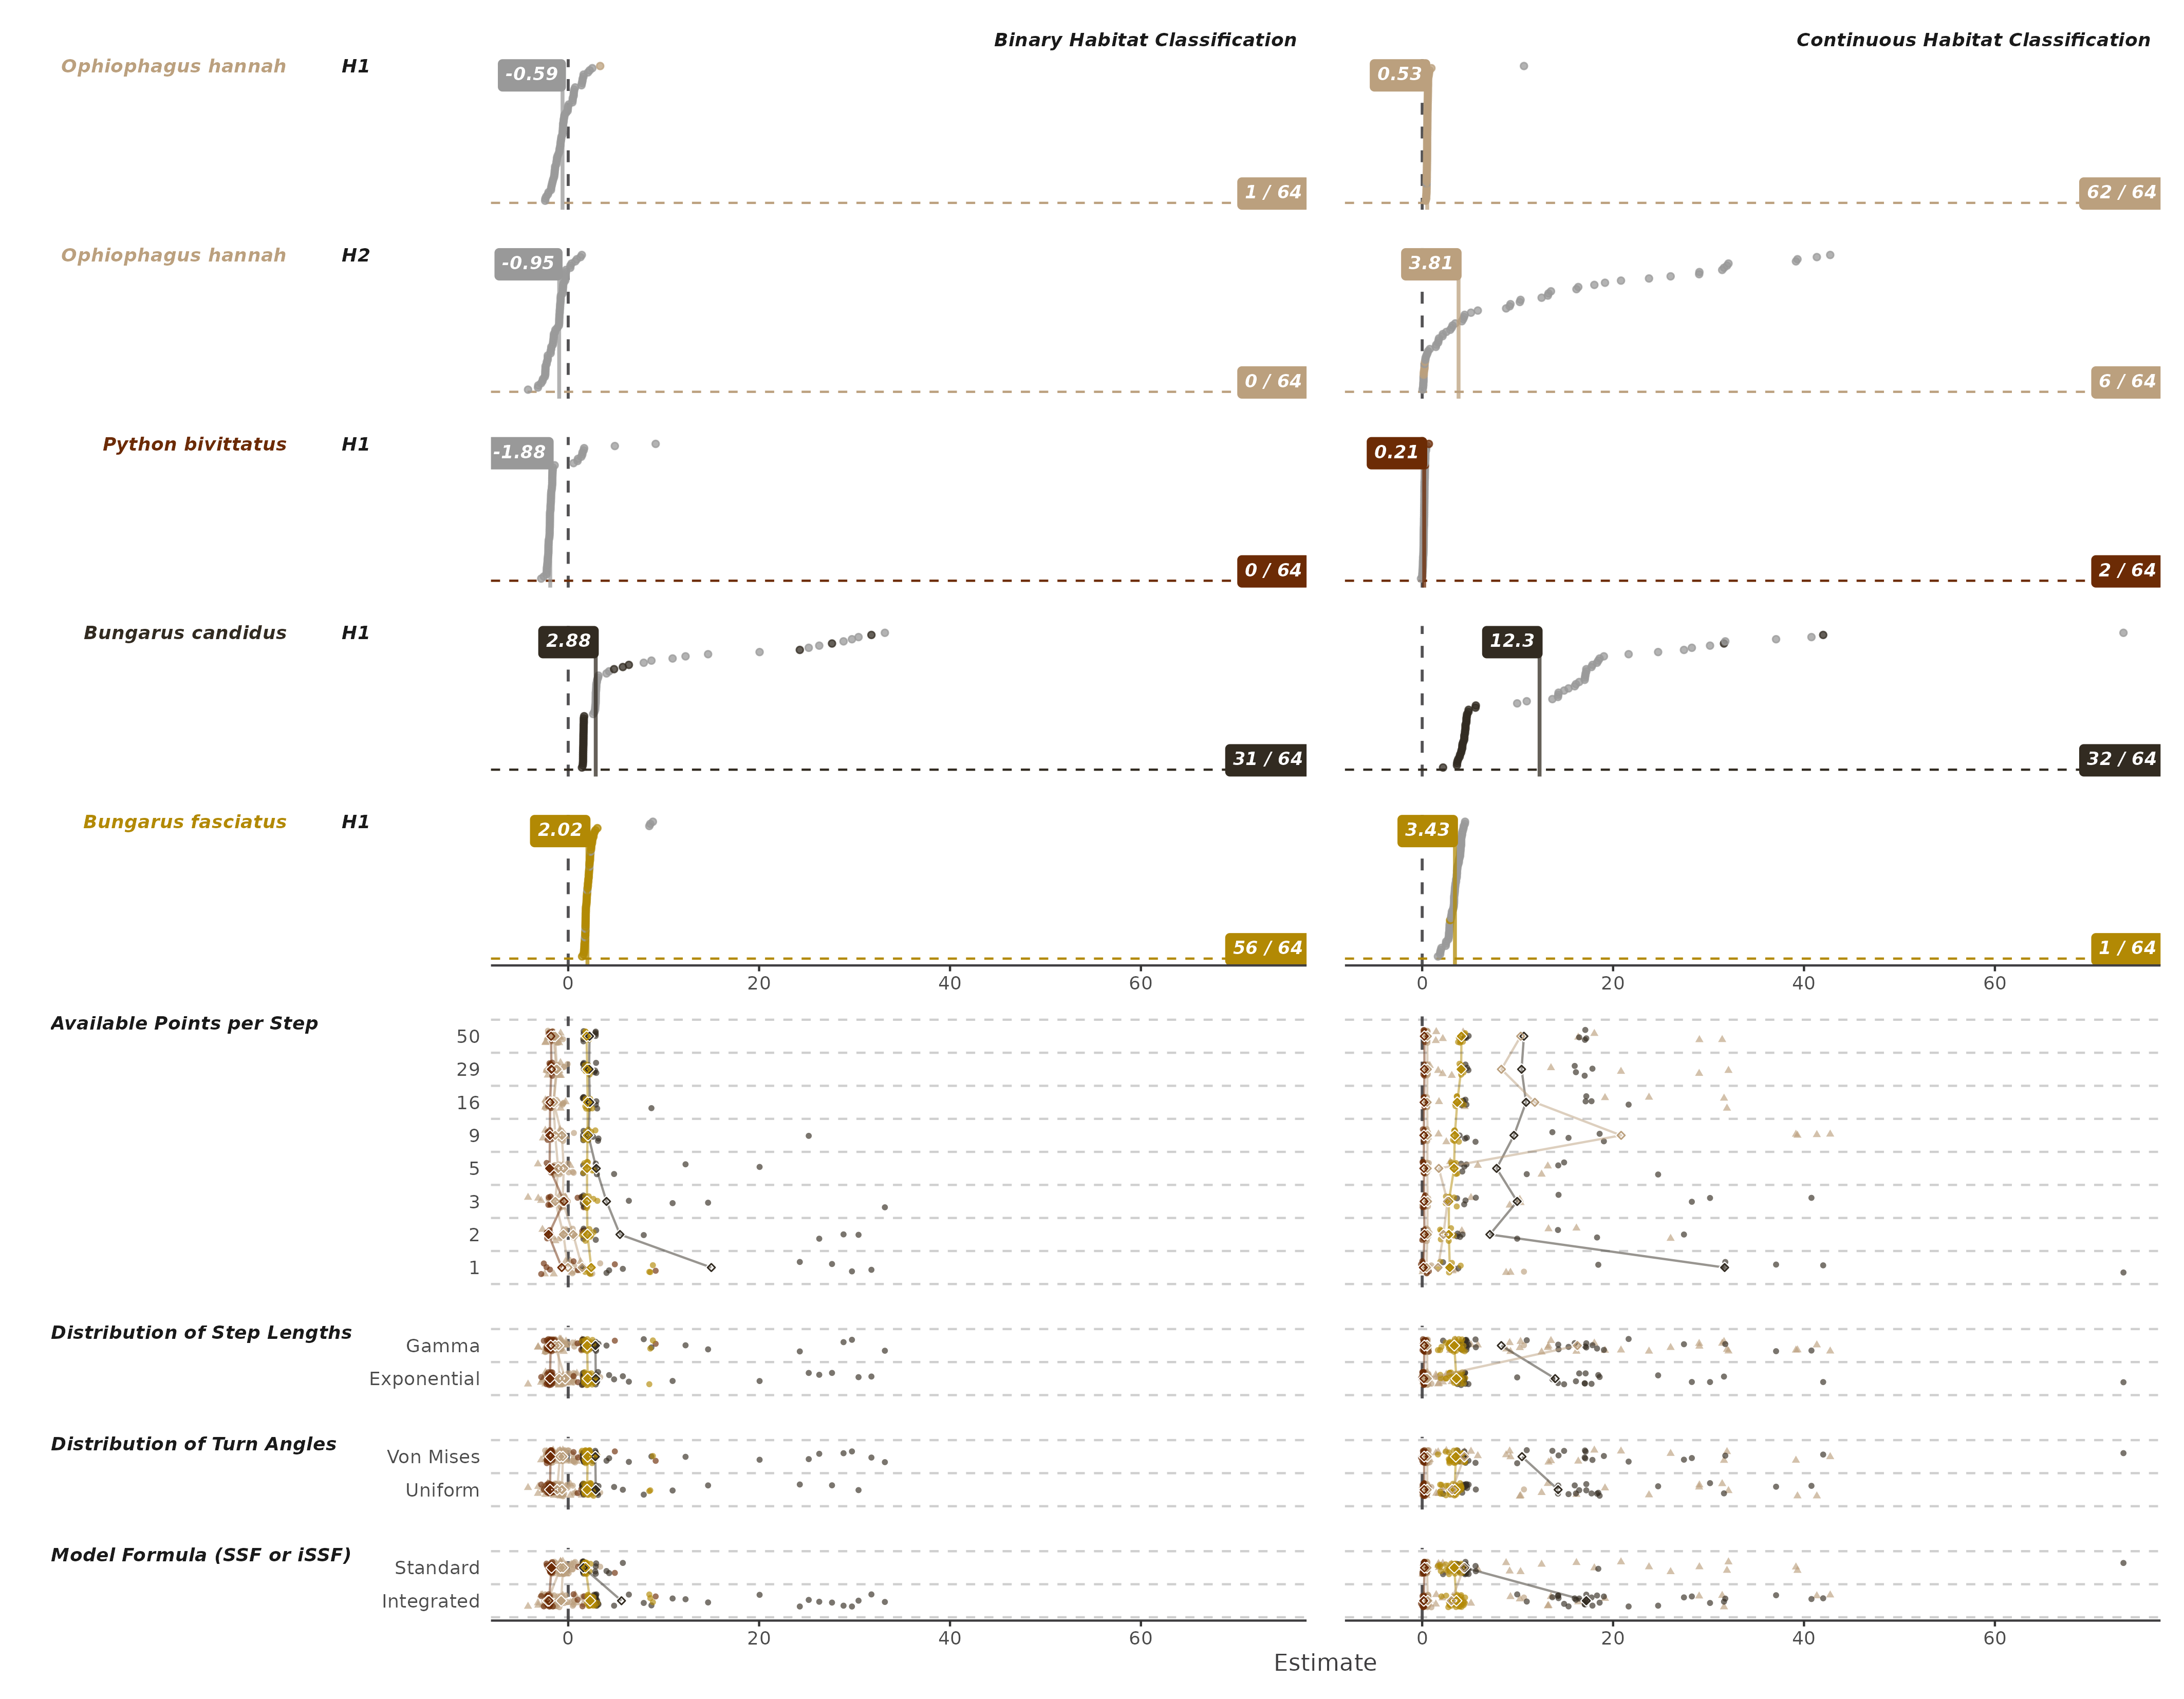 Binary Habitat Classification
Continuous Habitat Classification
Ophiophagus hannah H1
-0.59
0.53
1 / 64
62 / 64
Ophiophagus hannah H2
-0.95
3.81
0 / 64
6 / 64
Python bivittatus H1
-1.88
0.21
0 / 64
2 / 64
Bungarus candidus H1
2.88
12.3
31 / 64
32 / 64
Bungarus fasciatus H1
2.02
3.43
56 / 64
1 / 64
0 20 40 60
0 20 40 60
Available Points per Step
50
29
16
9
5
3
2
1
Distribution of Step Lengths
Gamma
Exponential
Distribution of Turn Angles
Von Mises
Uniform
Model Formula (SSF or iSSF)
Standard
Integrated
0 20 40 60
0 20 40 60
Estimate